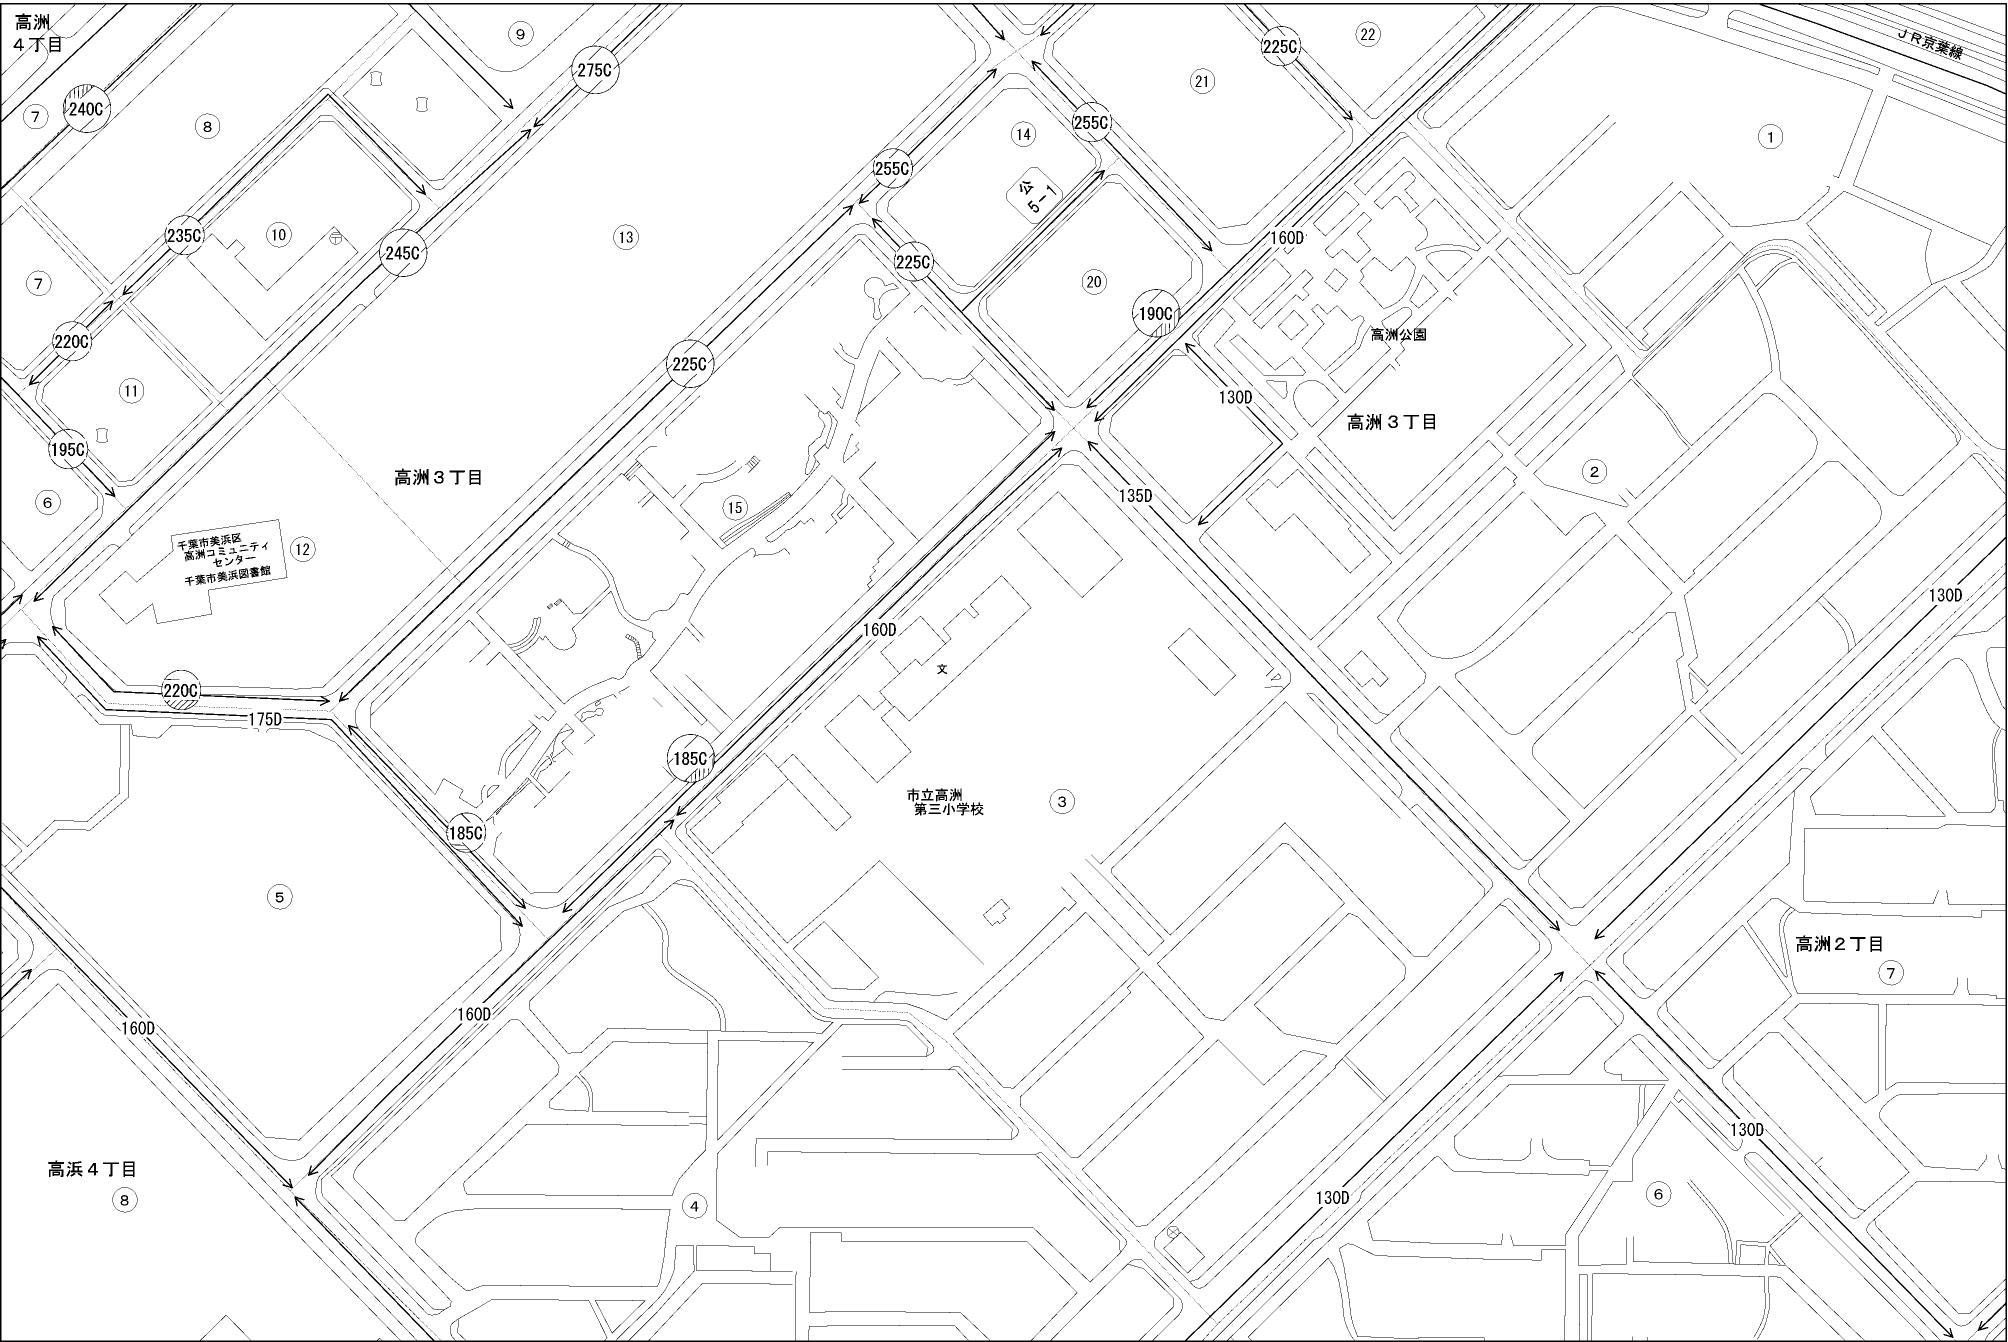 高洲
4丁目
9
22
JR京葉線
225C
275C
21
7
240C
8
14
255C
1
255C
公
5-1
235C
10
13
160D
245C
225C
7
20
190C
高洲公園
220C
225C
11
130D
高洲3丁目
195C
高洲3丁目
2
6
15
135D
千葉市美浜区
高洲コミュニティ
センター
千葉市美浜図書館
12
130D
160D
文
220C
175D
185C
市立高洲
第三小学校
3
185C
5
高洲2丁目
7
160D
160D
130D
高浜4丁目
8
4
130D
6